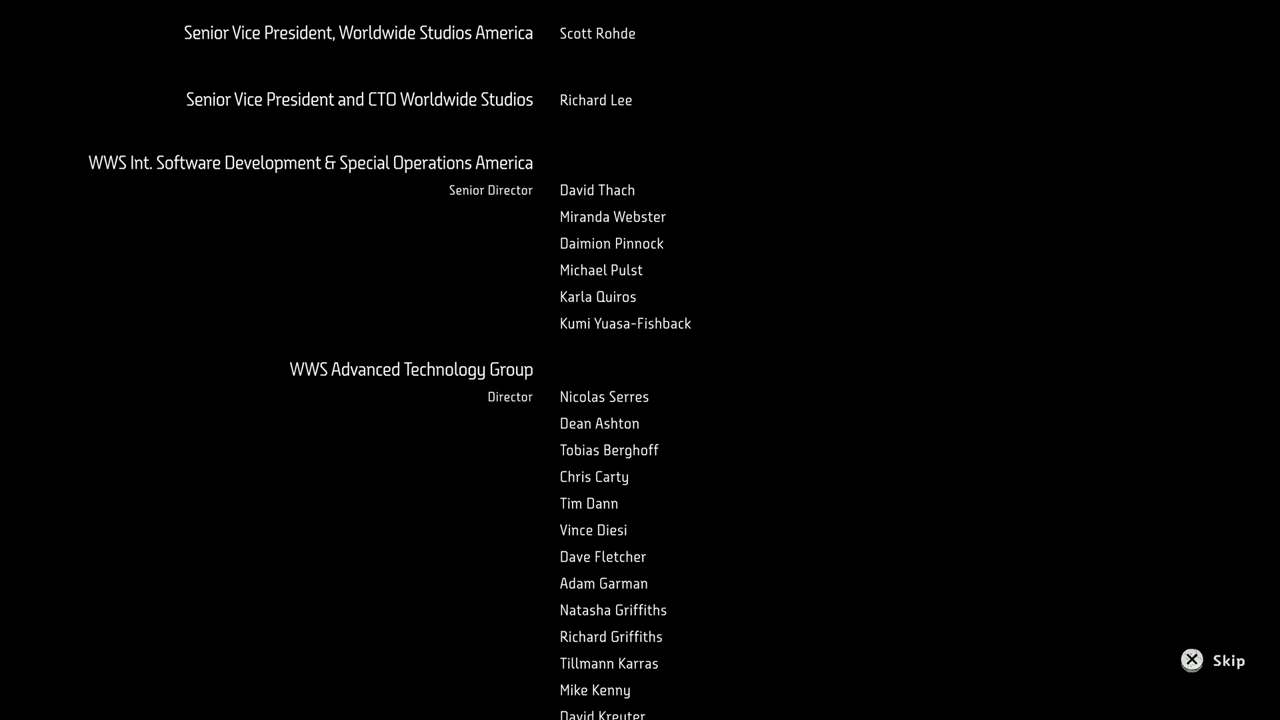 Senior Vice President, Worldwide Studios America Scott Rohde
Senior Vice President and CTO Worldwide Studios Richard Lee
WWS Int. Software Development & Special Operations America
Senior Director David Thach
Miranda Webster
Daimion Pinnock
Michael Pulst
Karla Quiros
Kumi Yuasa-Fishback
WWS Advanced Technology Group
Director Nicolas Serres
Dean Ashton
Tobias Berghoff
Chris Carty
Tim Dann
Vince Diesi
Dave Fletcher
Adam Garman
Natasha Griffiths
Richard Griffiths
Tillmann Karras
Skip
Mike Kenny
David Kreuter